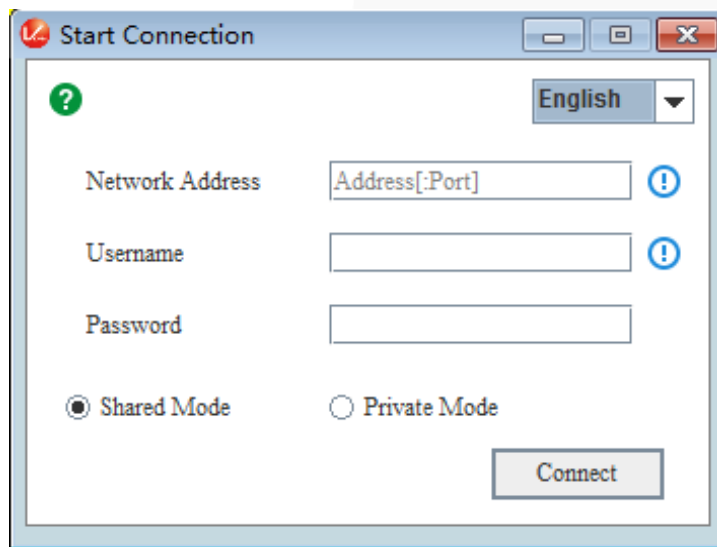 Start Connection
English
Network Address Address[:Port]
Username
Password
Shared Mode Private Mode
Connect